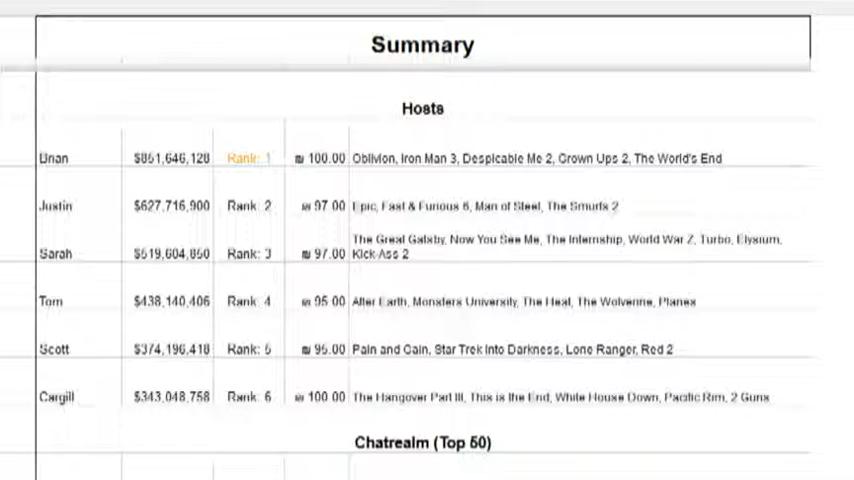 Summary
Hosts
Brian $851,646,120 Rank: 1 ₪ 100.00 Oblivion, Iron Man 3, Despicable Me 2, Grown Ups 2, The World's End
Justin $627,716,900 Rank: 2 ₪ 97.00 Epic, Fast & Furious 6, Man of Steel, The Smurfs 2
Sarah $519,604,850 Rank: 3 ₪ 97.00 The Great Gatsby, Now You See Me, The Internship, World War Z, Turbo, Elysium,
Kick-Ass 2
Tom $438,140,406 Rank: 4 ₪ 95.00 After Earth, Monsters University, The Heat, The Wolverine, Planes
Scott $374,196,418 Rank: 5 ₪ 95.00 Pain and Gain, Star Trek Into Darkness, Lone Ranger, Red 2
Cargill $343,048,758 Rank: 6 ₪ 100.00 The Hangover Part III, This is the End, White House Down, Pacific Rim, 2 Guns
Chatrealm (Top 50)